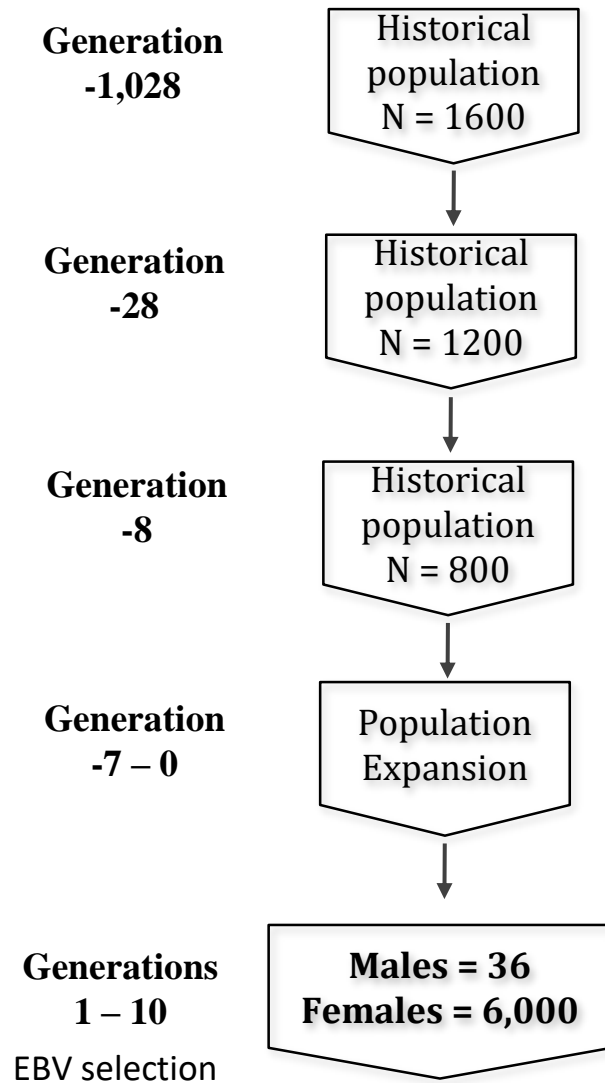 Generation
-1,028
Historical
population
N = 1600
Generation
-28
Historical
population
N = 1200
Generation
-8
Historical
population
N = 800
Generation
-7 – 0
Population
Expansion
Generations
1 – 10
EBV selection
Males = 36
Females = 6,000